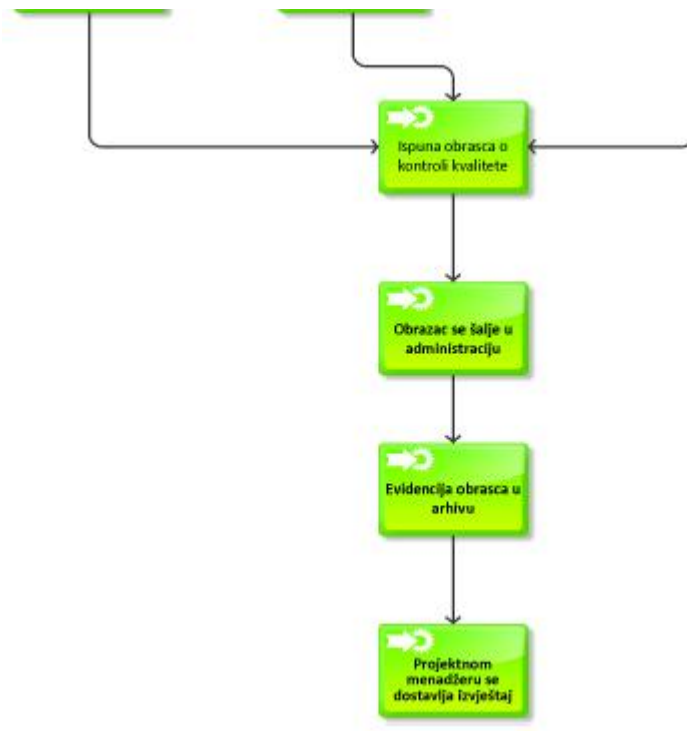 Ispuna obrasca o
kontroli kvalitete
Obrazac se šalje u
administraciju
Evidencija obrasca u
arhivu
Projektnom
menadžeru se
dostavlja izvještaj